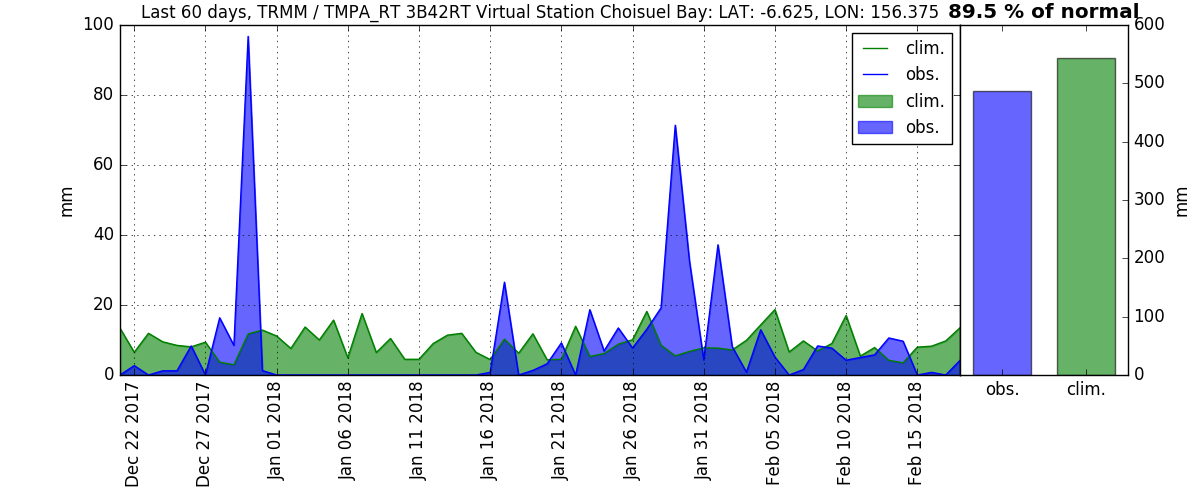 Last 60 days, TRMM / TMPA_RT 3B42RT Virtual Station Choisuel Bay: LAT: -6.625, LON: 156.375 89.5 % of normal
100
80
60
40
20
0
mm
clim.
obs.
clim.
obs.
600
500
400
300
200
100
0
mm
obs.
clim.
Dec 22 2017
Dec 27 2017
Jan 01 2018
Jan 06 2018
Jan 11 2018
Jan 16 2018
Jan 21 2018
Jan 26 2018
Jan 31 2018
Feb 05 2018
Feb 10 2018
Feb 15 2018